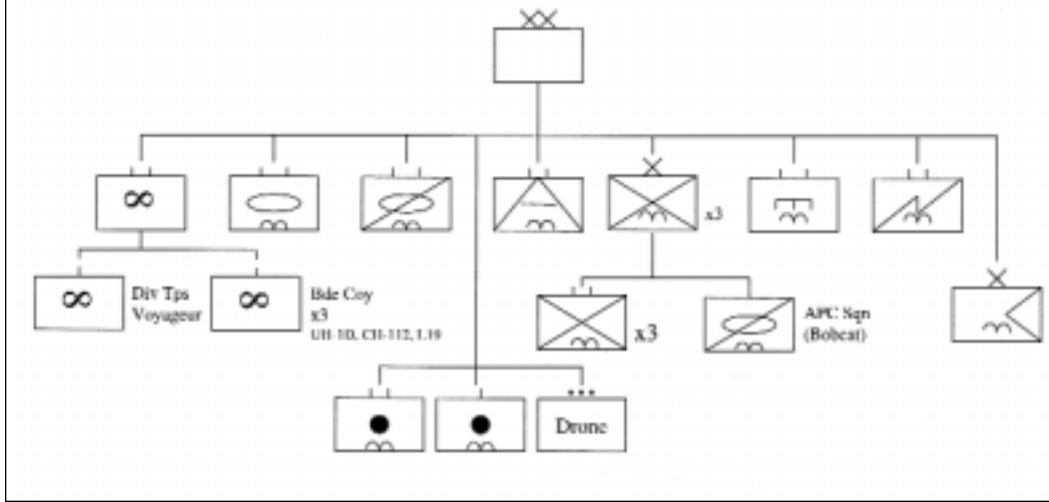 x3
Div Tps
Voyageur
Bde Coy
x3
UH-1D, CH-112, L19
x3
APC Sqn
(Bobcat)
Drone